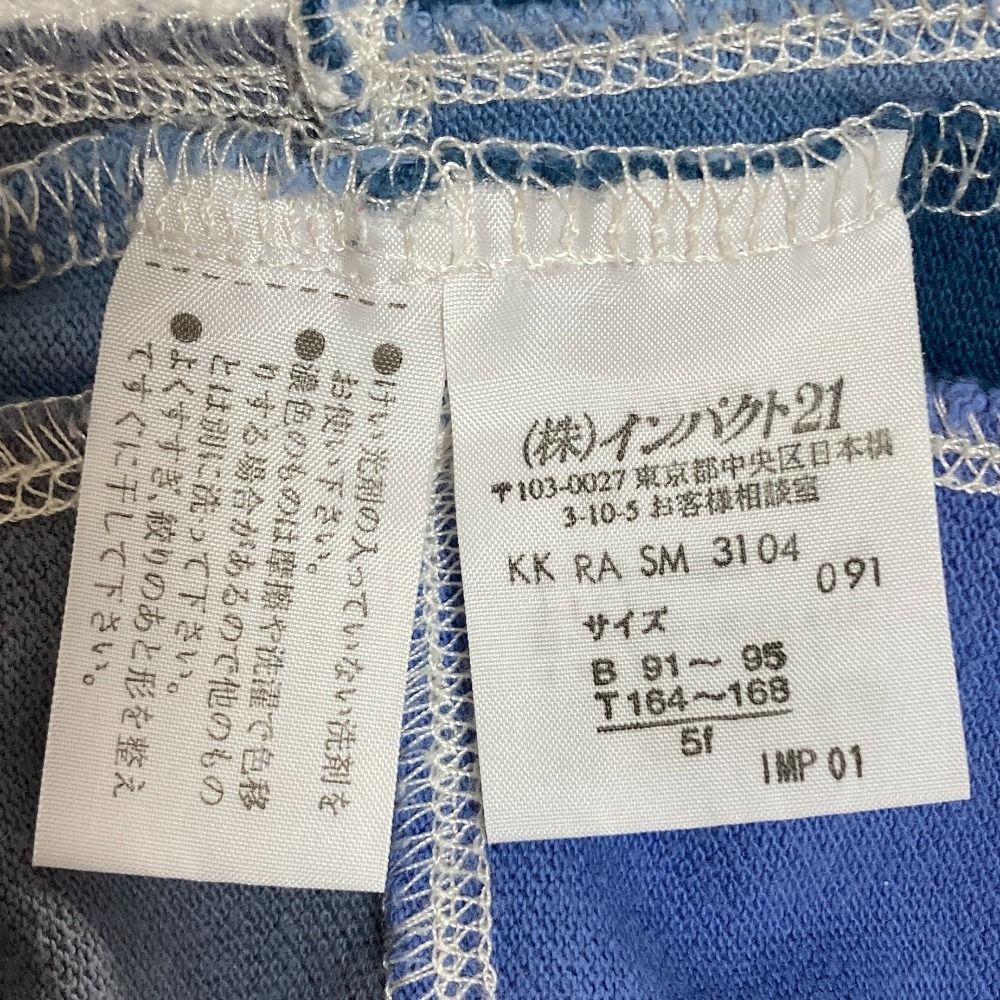 ●けい光剤の入っていない洗剤を
お使い下さい。
●濃色のものは摩擦や洗濯で色移
りする場合があるので他のもの
とは別に洗って下さい。
●よくすすぎ、絞りのあと形を整え
てすぐに干して下さい。
(株)インパクト21
〒103-0027 東京都中央区日本橋
3-10-5 お客様相談室
KK RA SM 3104
091
サイズ
B 91～ 95
T 164～168
5f
IMP 01